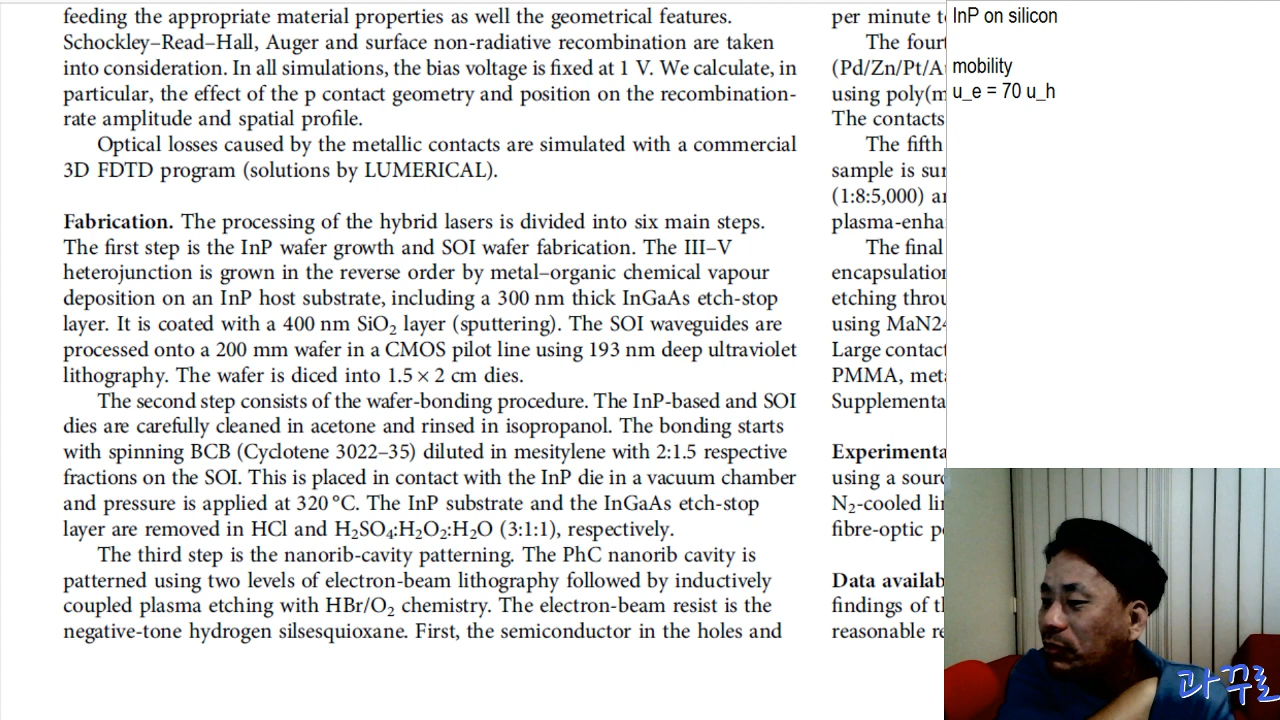 feeding the appropriate material properties as well the geometrical features.
Schockley–Read–Hall, Auger and surface non-radiative recombination are taken
into consideration. In all simulations, the bias voltage is fixed at 1 V. We calculate, in
particular, the effect of the p contact geometry and position on the recombination-
rate amplitude and spatial profile.
Optical losses caused by the metallic contacts are simulated with a commercial
3D FDTD program (solutions by LUMERICAL).
Fabrication. The processing of the hybrid lasers is divided into six main steps.
The first step is the InP wafer growth and SOI wafer fabrication. The III–V
heterojunction is grown in the reverse order by metal–organic chemical vapour
deposition on an InP host substrate, including a 300 nm thick InGaAs etch-stop
layer. It is coated with a 400 nm SiO₂ layer (sputtering). The SOI waveguides are
processed onto a 200 mm wafer in a CMOS pilot line using 193 nm deep ultraviolet
lithography. The wafer is diced into 1.5 × 2 cm dies.
The second step consists of the wafer-bonding procedure. The InP-based and SOI
dies are carefully cleaned in acetone and rinsed in isopropanol. The bonding starts
with spinning BCB (Cyclotene 3022–35) diluted in mesitylene with 2:1.5 respective
fractions on the SOI. This is placed in contact with the InP die in a vacuum chamber
and pressure is applied at 320 °C. The InP substrate and the InGaAs etch-stop
layer are removed in HCl and H₂SO₄:H₂O₂:H₂O (3:1:1), respectively.
The third step is the nanorib-cavity patterning. The PhC nanorib cavity is
patterned using two levels of electron-beam lithography followed by inductively
coupled plasma etching with HBr/O₂ chemistry. The electron-beam resist is the
negative-tone hydrogen silsesquioxane. First, the semiconductor in the holes and
per minute
The
(Pd/Zn/Pt/A
using poly(m
The contacts
The fifth
sample is
(1:8:5,000)
plasma-enha
The final
encapsulation
etching
using MaN24
Large contact
PMMA,
Supplementa
Experimenta
using a
N₂-cooled
fibre-optic
Data availab
findings of
reasonable
InP on silicon
mobility
u_e = 70 u_h
과꾸로